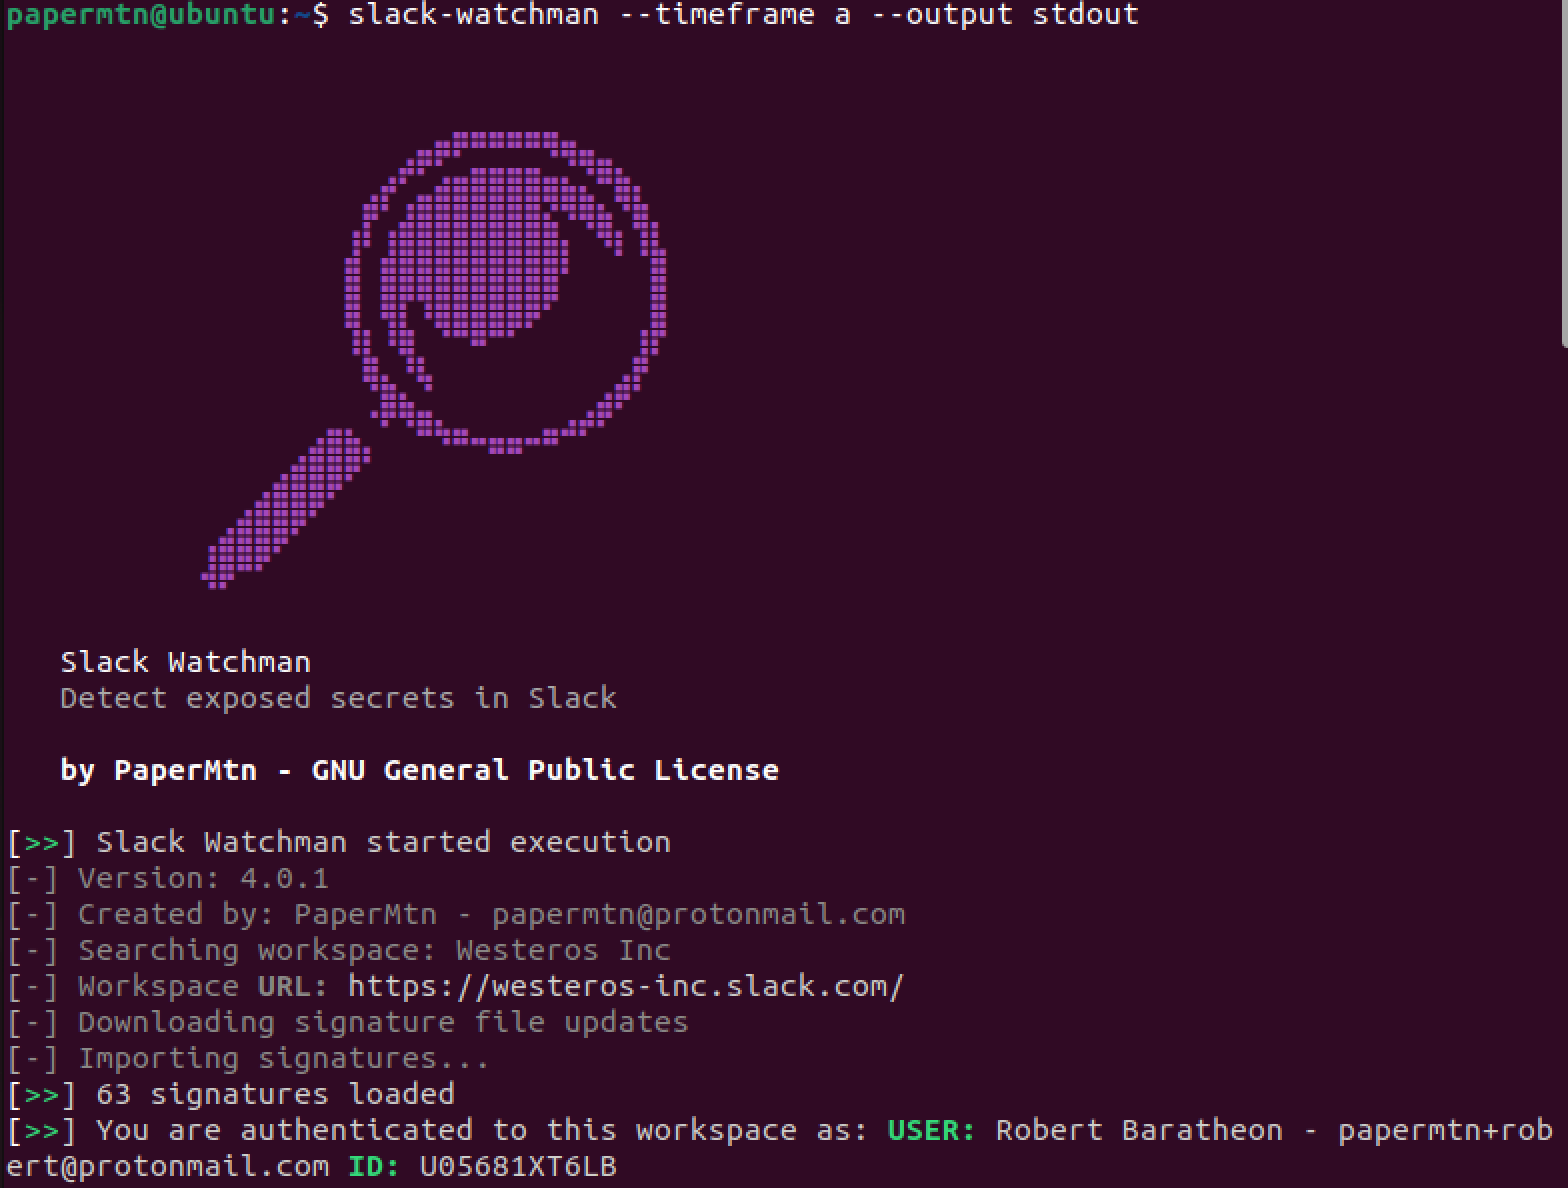 papermtn@ubuntu:~$ slack-watchman --timeframe a --output stdout
Slack Watchman
Detect exposed secrets in Slack
by PaperMtn - GNU General Public License
[>>] Slack Watchman started execution
[-] Version: 4.0.1
[-] Created by: PaperMtn - papermtn@protonmail.com
[-] Searching workspace: Westeros Inc
[-] Workspace URL: https://westeros-inc.slack.com/
[-] Downloading signature file updates
[-] Importing signatures...
[>>] 63 signatures loaded
[>>] You are authenticated to this workspace as: USER: Robert Baratheon - papermtn+rob
ert@protonmail.com ID: U05681XT6LB